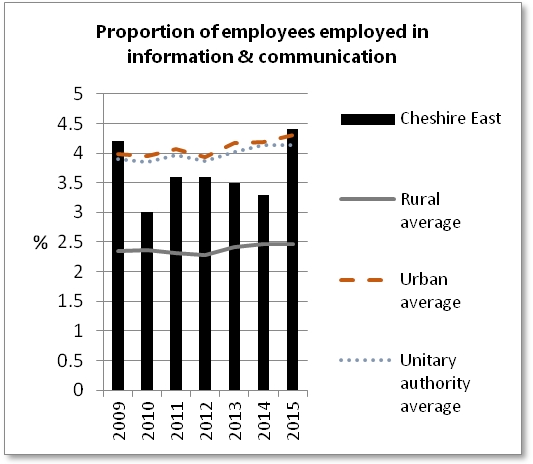 Proportion of employees employed in
information & communication
5
4.5
4
3.5
3
2.5
2
1.5
1
0.5
0
%
2009
2010
2011
2012
2013
2014
2015
Cheshire East
Rural
average
Urban
average
Unitary
authority
average